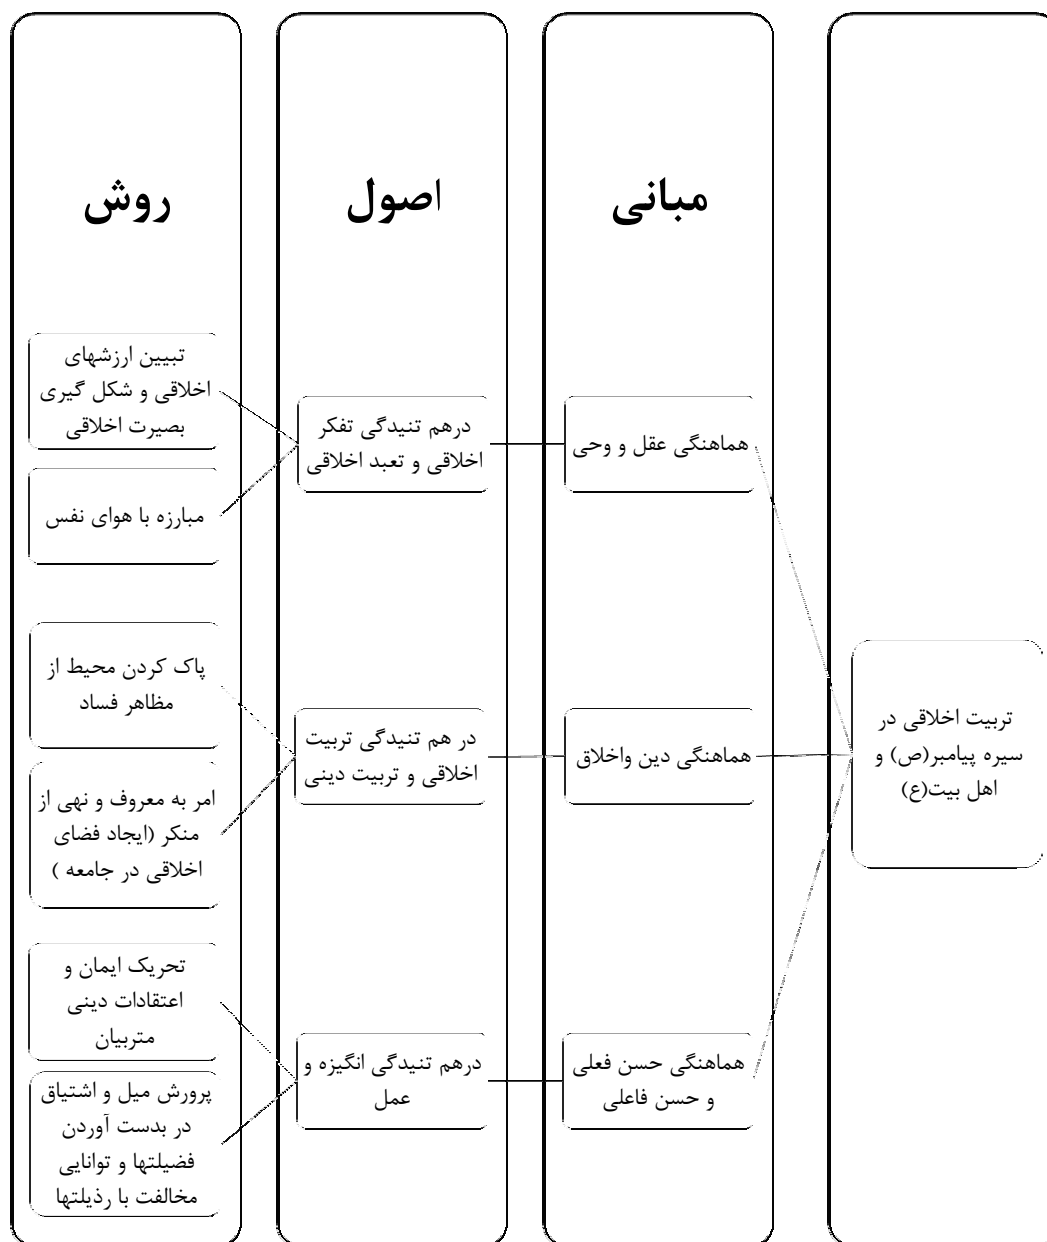 تربیت اخلاقی در
سیره پیامبر(ص) و
اهل بیت(ع)
مبانی
هماهنگی عقل و وحی
هماهنگی دین واخلاق
هماهنگی حسن فعلی
و حسن فاعلی
اصول
درهم تنیدگی تفکر
اخلاقی و تعبد اخلاقی
در هم تنیدگی تربیت
اخلاقی و تربیت دینی
درهم تنیدگی انگیزه و
عمل
روش
تبیین ارزشهای
اخلاقی و شکل گیری
بصیرت اخلاقی
مبارزه با هوای نفس
پاک کردن محیط از
مظاهر فساد
امر به معروف و نهی از
منکر (ایجاد فضای
اخلاقی در جامعه )
تحریک ایمان و
اعتقادات دینی
متربیان
پرورش میل و اشتیاق
در بدست آوردن
فضیلتها و توانایی
مخالفت با رذیلتها